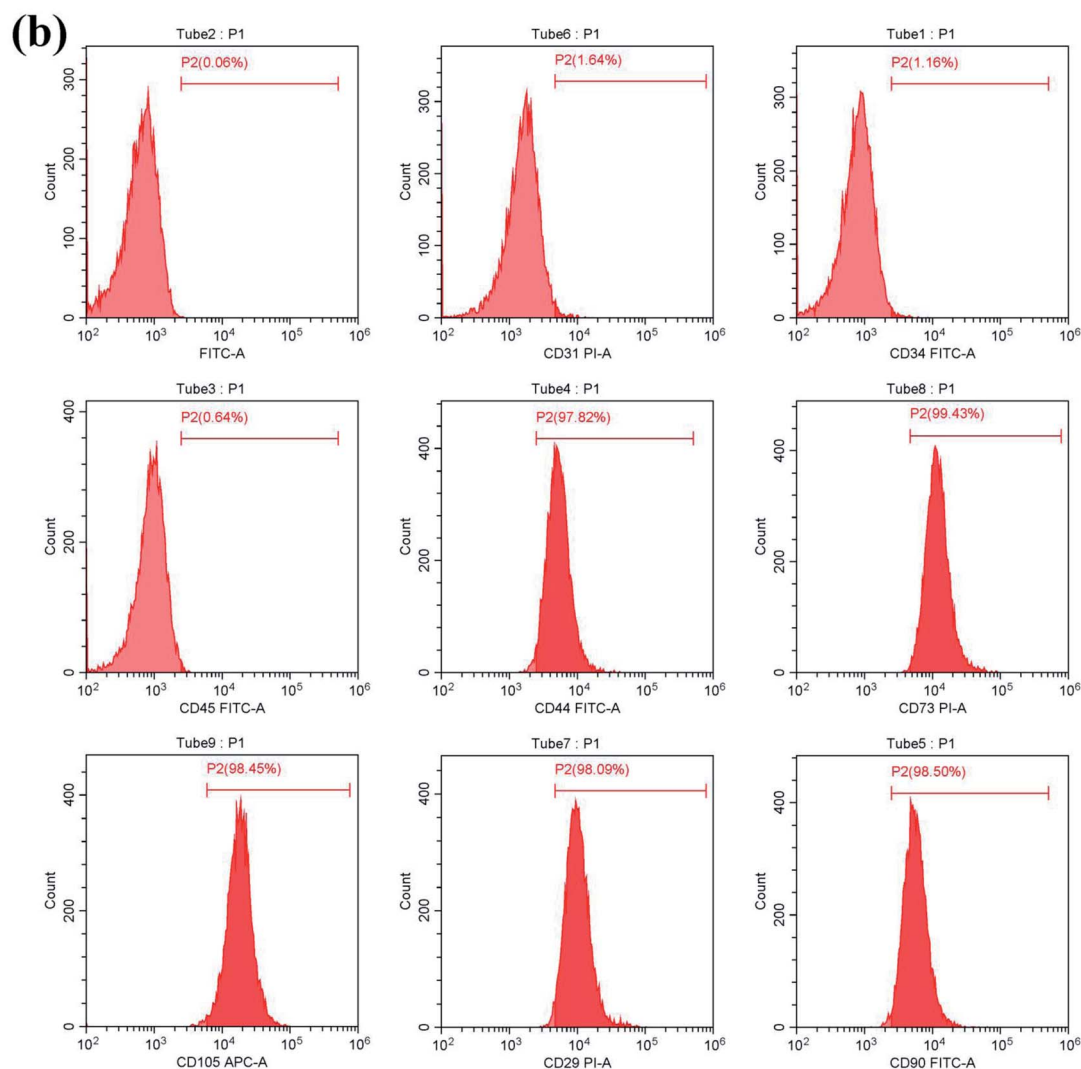 (b)
Tube2 : P1
P2(0.06%)
Count
0
100
200
300
10^2 10^3 10^4 10^5 10^6
FITC-A
Tube6 : P1
P2(1.64%)
Count
0
100
200
300
10^2 10^3 10^4 10^5 10^6
CD31 PI-A
Tube1 : P1
P2(1.16%)
Count
0
100
200
300
10^2 10^3 10^4 10^5 10^6
CD34 FITC-A
Tube3 : P1
P2(0.64%)
Count
0
200
400
10^2 10^3 10^4 10^5 10^6
CD45 FITC-A
Tube4 : P1
P2(97.82%)
Count
0
200
400
10^2 10^3 10^4 10^5 10^6
CD44 FITC-A
Tube8 : P1
P2(99.43%)
Count
0
200
400
10^2 10^3 10^4 10^5 10^6
CD73 PI-A
Tube9 : P1
P2(98.45%)
Count
0
200
400
10^2 10^3 10^4 10^5 10^6
CD105 APC-A
Tube7 : P1
P2(98.09%)
Count
0
200
400
10^2 10^3 10^4 10^5 10^6
CD29 PI-A
Tube5 : P1
P2(98.50%)
Count
0
200
400
10^2 10^3 10^4 10^5 10^6
CD90 FITC-A